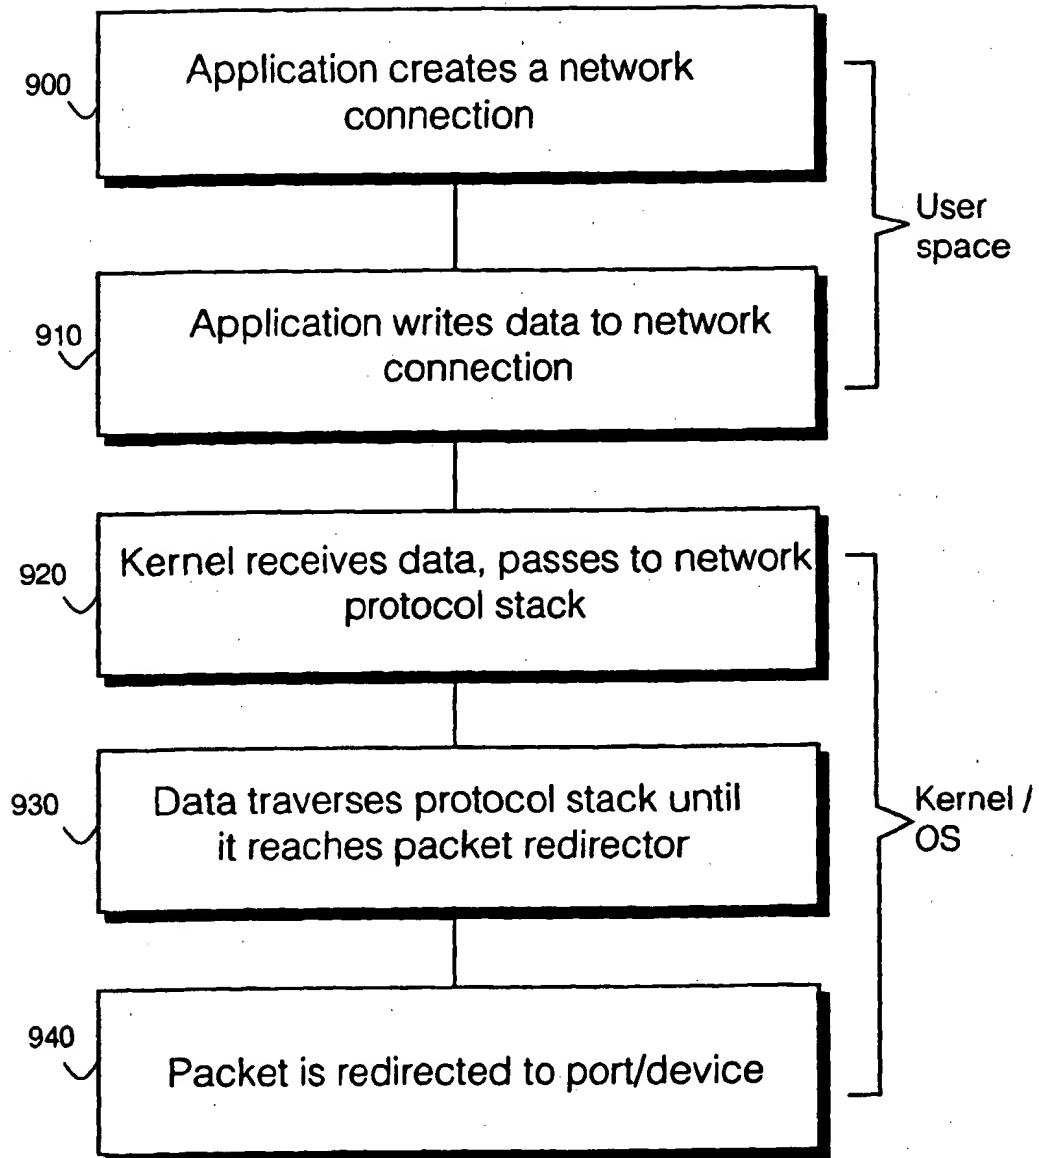 900
Application creates a network
connection
User
space
910
Application writes data to network
connection
920
Kernel receives data, passes to network
protocol stack
930
Data traverses protocol stack until
it reaches packet redirector
Kernel /
OS
940
Packet is redirected to port/device